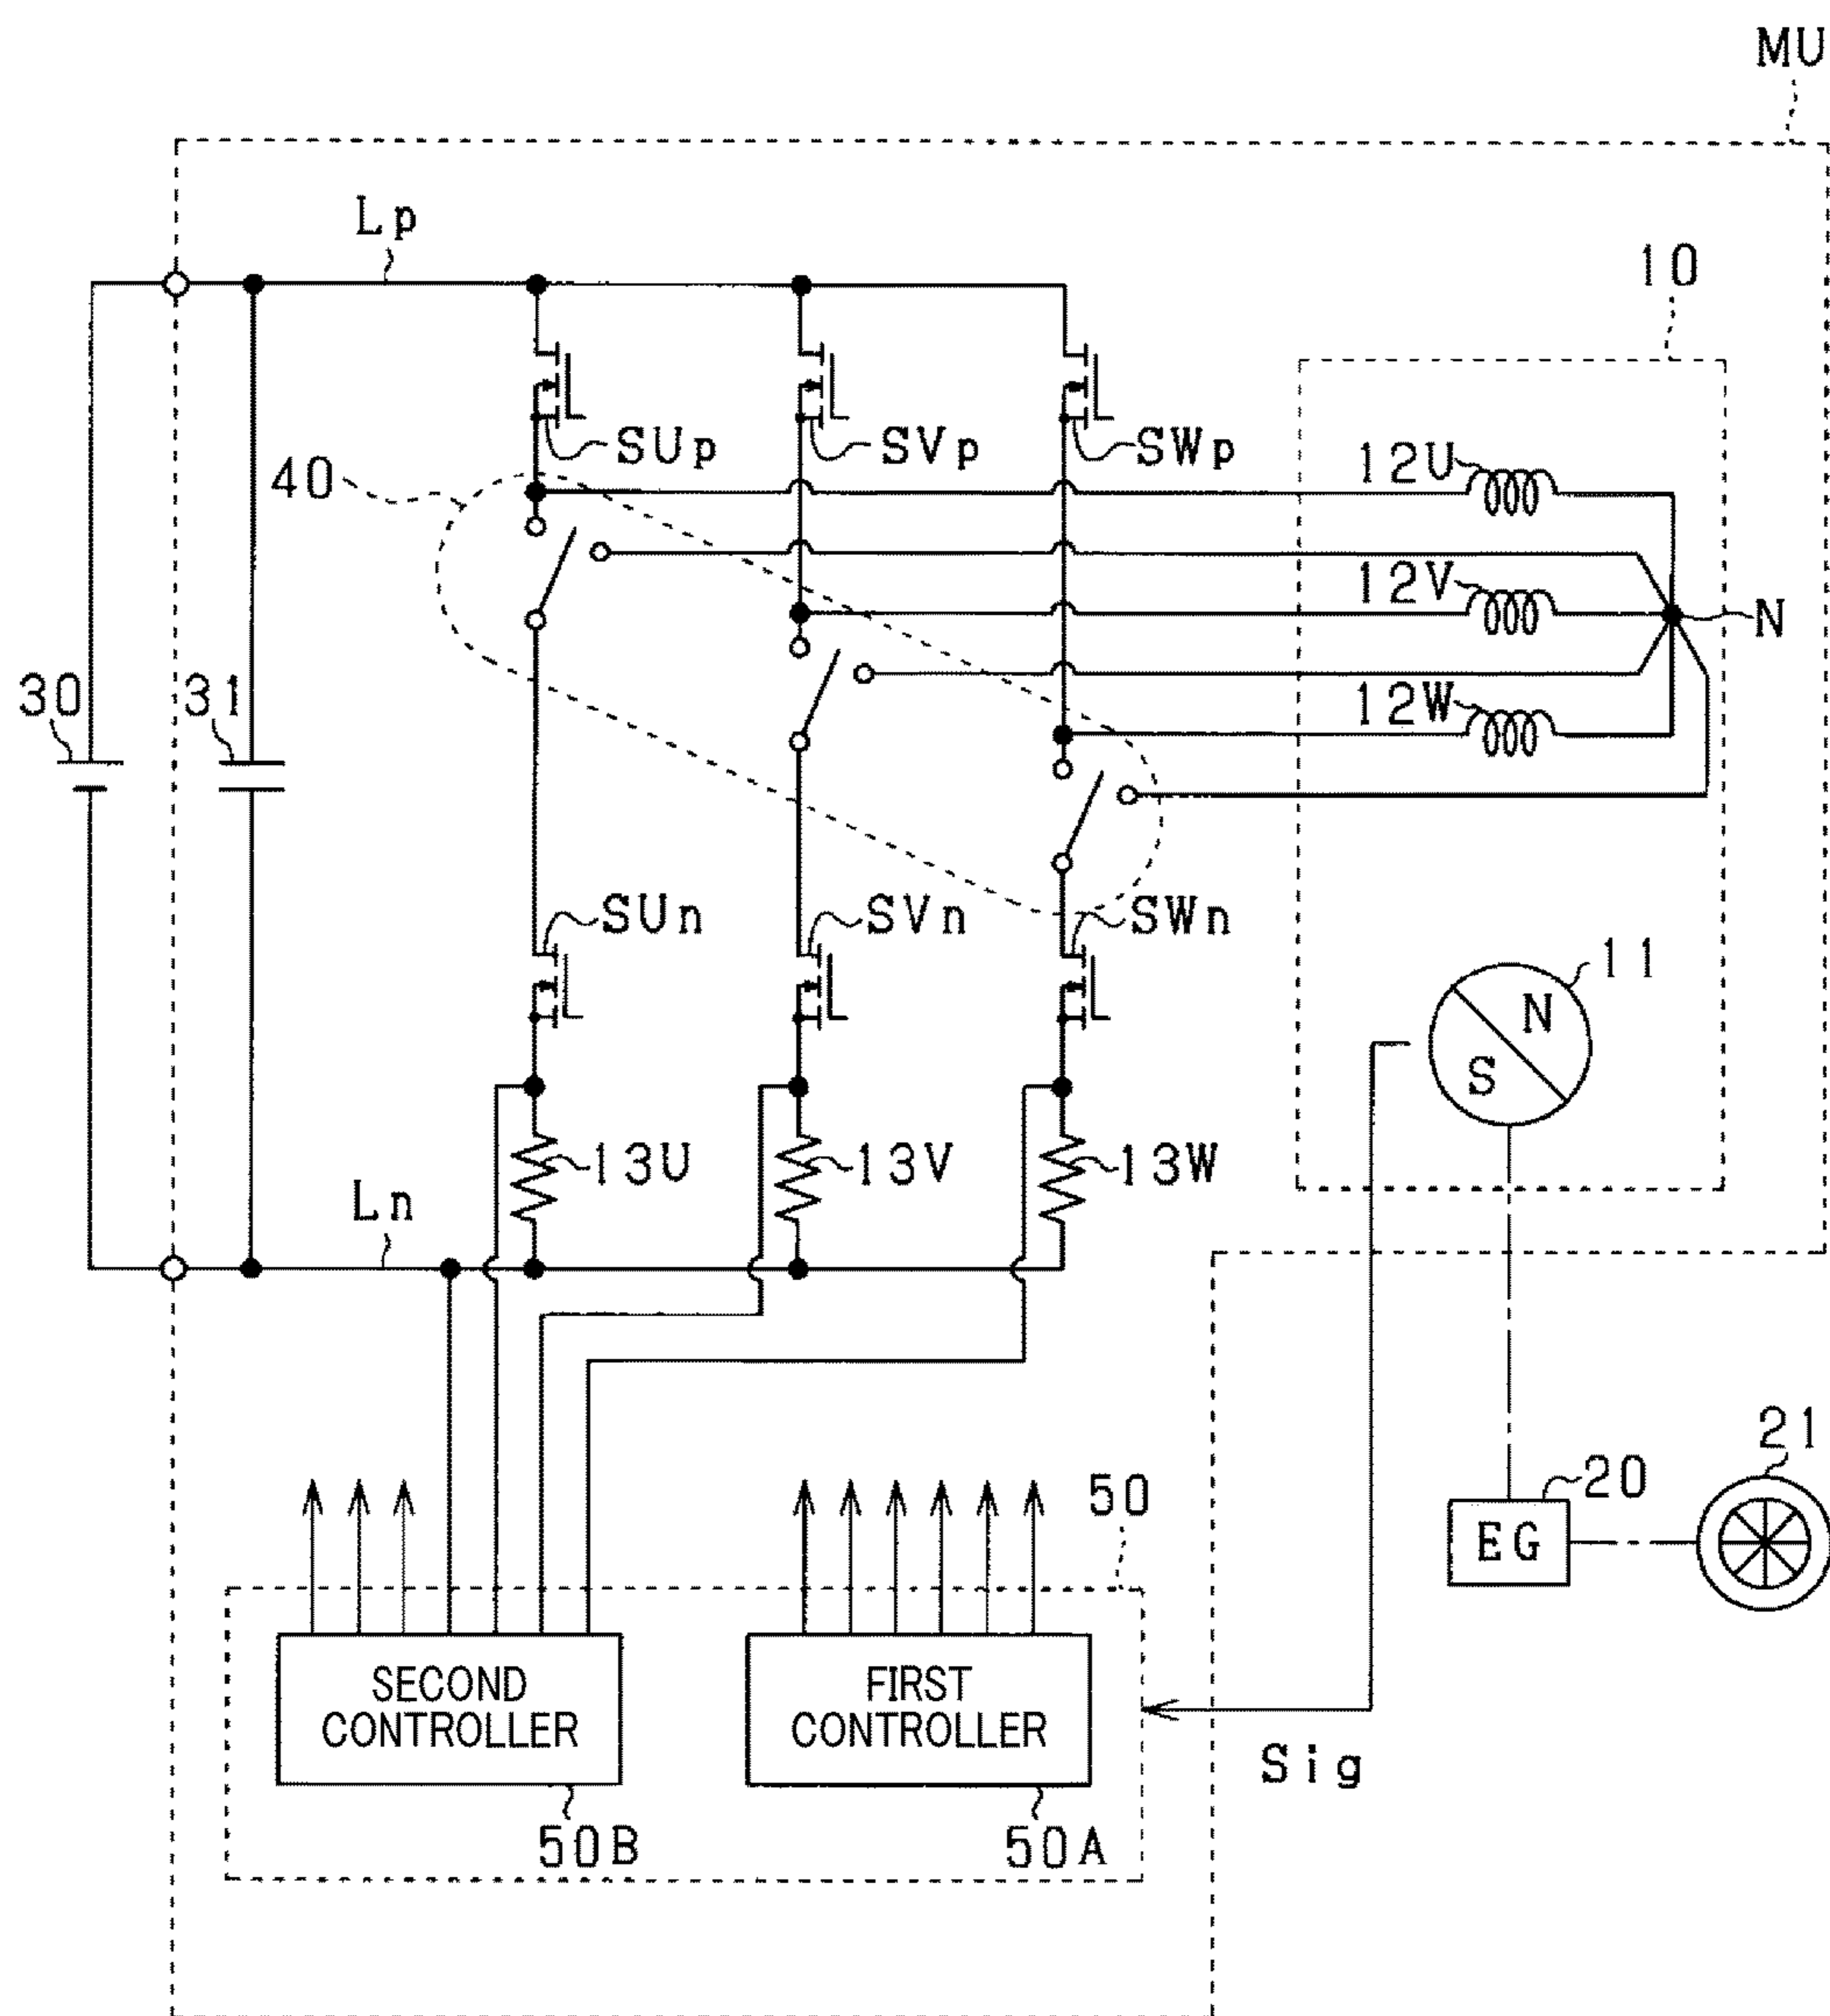 MU
Lp
10
SUp
SVp
SWp
40
12U
12V
N
12W
30
31
SUn
SVn
SWn
11
N
S
13U
13V
13W
Ln
21
50
20
EG
SECOND
CONTROLLER
FIRST
CONTROLLER
Sig
50B
50A